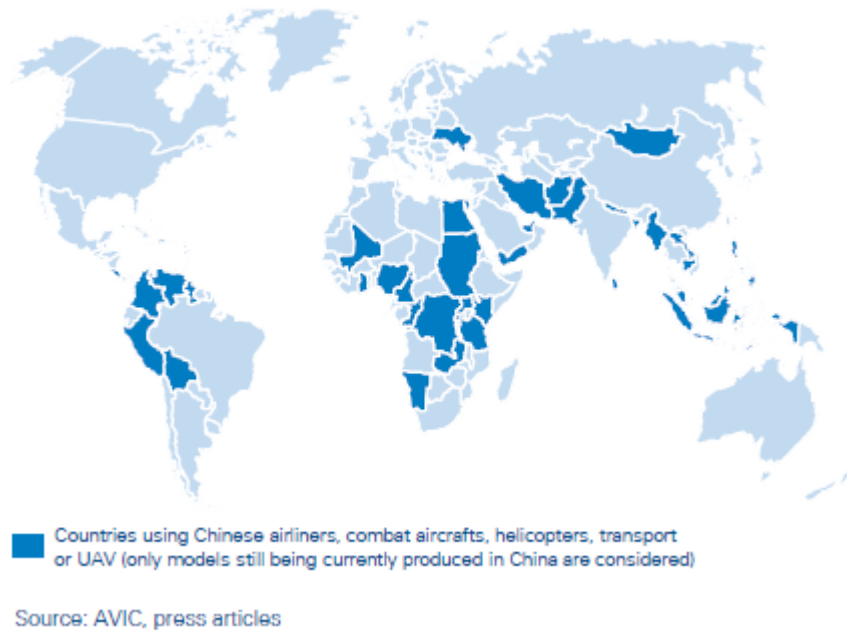 Countries using Chinese airliners, combat aircrafts, helicopters, transport
or UAV (only models still being currently produced in China are considered)
Source: AVIC, press articles